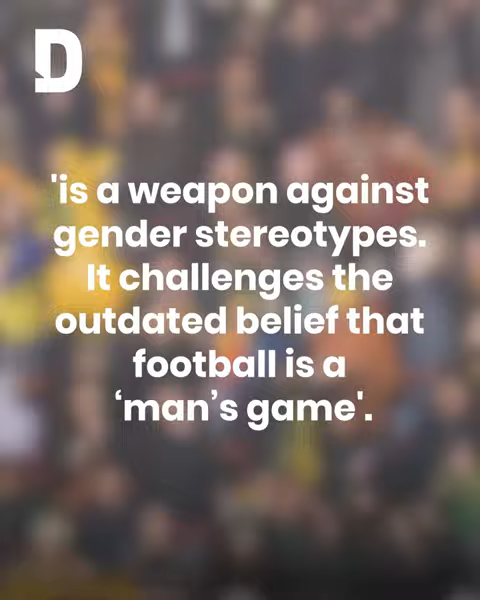 D
'is a weapon against
gender stereotypes.
It challenges the
outdated belief that
football is a
‘man’s game'.